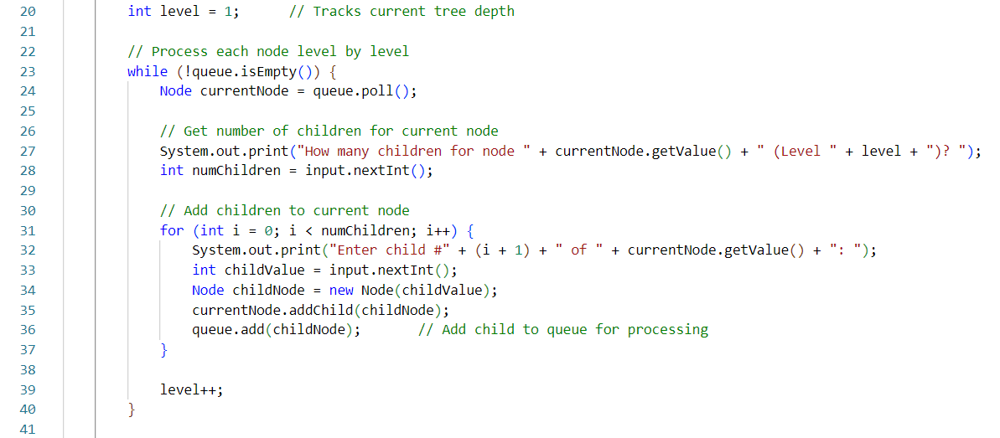 20 int level = 1;      // Tracks current tree depth
21
22 // Process each node level by level
23 while (!queue.isEmpty()) {
24     Node currentNode = queue.poll();
25
26     // Get number of children for current node
27     System.out.print("How many children for node " + currentNode.getValue() + " (Level " + level + ")? ");
28     int numChildren = input.nextInt();
29
30     // Add children to current node
31     for (int i = 0; i < numChildren; i++) {
32         System.out.print("Enter child #" + (i + 1) + " of " + currentNode.getValue() + ": ");
33         int childValue = input.nextInt();
34         Node childNode = new Node(childValue);
35         currentNode.addChild(childNode);
36         queue.add(childNode);       // Add child to queue for processing
37     }
38
39     level++;
40 }
41